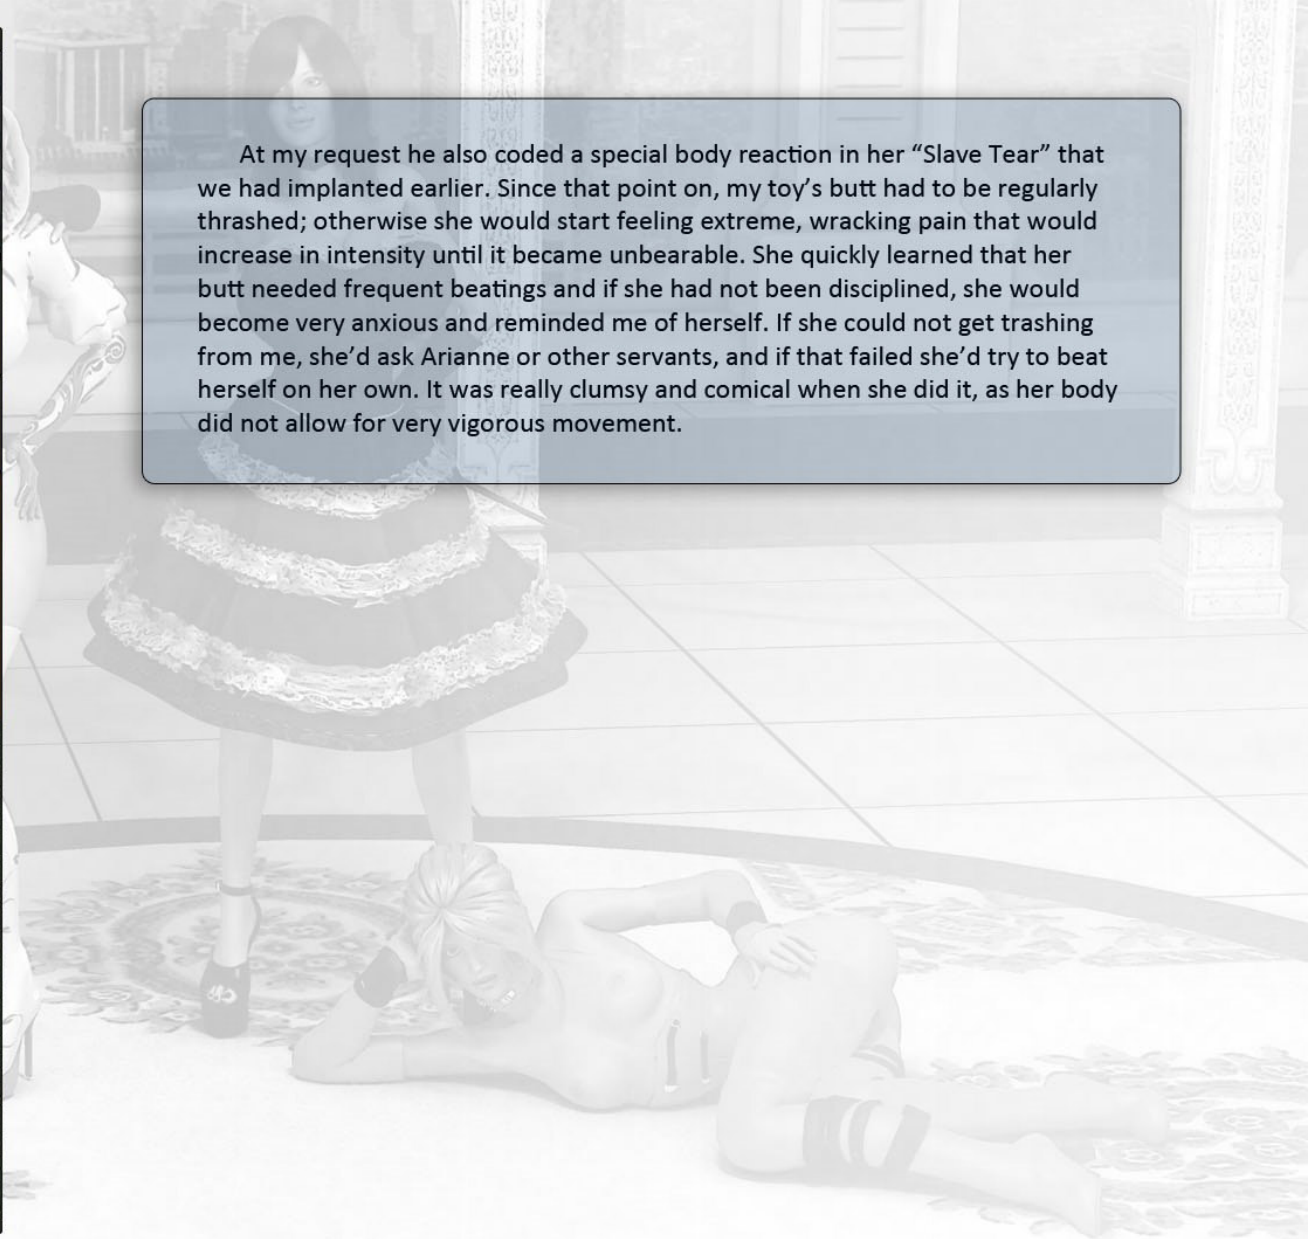 At my request he also coded a special body reaction in her “Slave Tear” that
we had implanted earlier. Since that point on, my toy’s butt had to be regularly
thrashed; otherwise she would start feeling extreme, wracking pain that would
increase in intensity until it became unbearable. She quickly learned that her
butt needed frequent beatings and if she had not been disciplined, she would
become very anxious and reminded me of herself. If she could not get trashing
from me, she’d ask Arianne or other servants, and if that failed she’d try to beat
herself on her own. It was really clumsy and comical when she did it, as her body
did not allow for very vigorous movement.